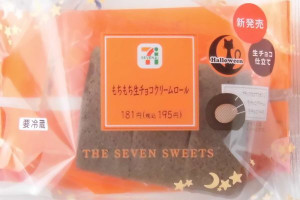 新発売
Halloween
生チョコ
仕立て
7
ELEVEN
もちもち生チョコクリームロール
181円(税込195円)
要冷蔵
THE SEVEN SWEETS